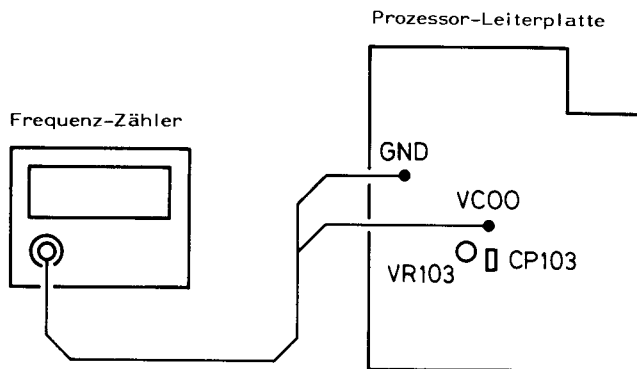 Prozessor-Leiterplatte
Frequenz-Zähler
GND
VCOO
VR103
CP103